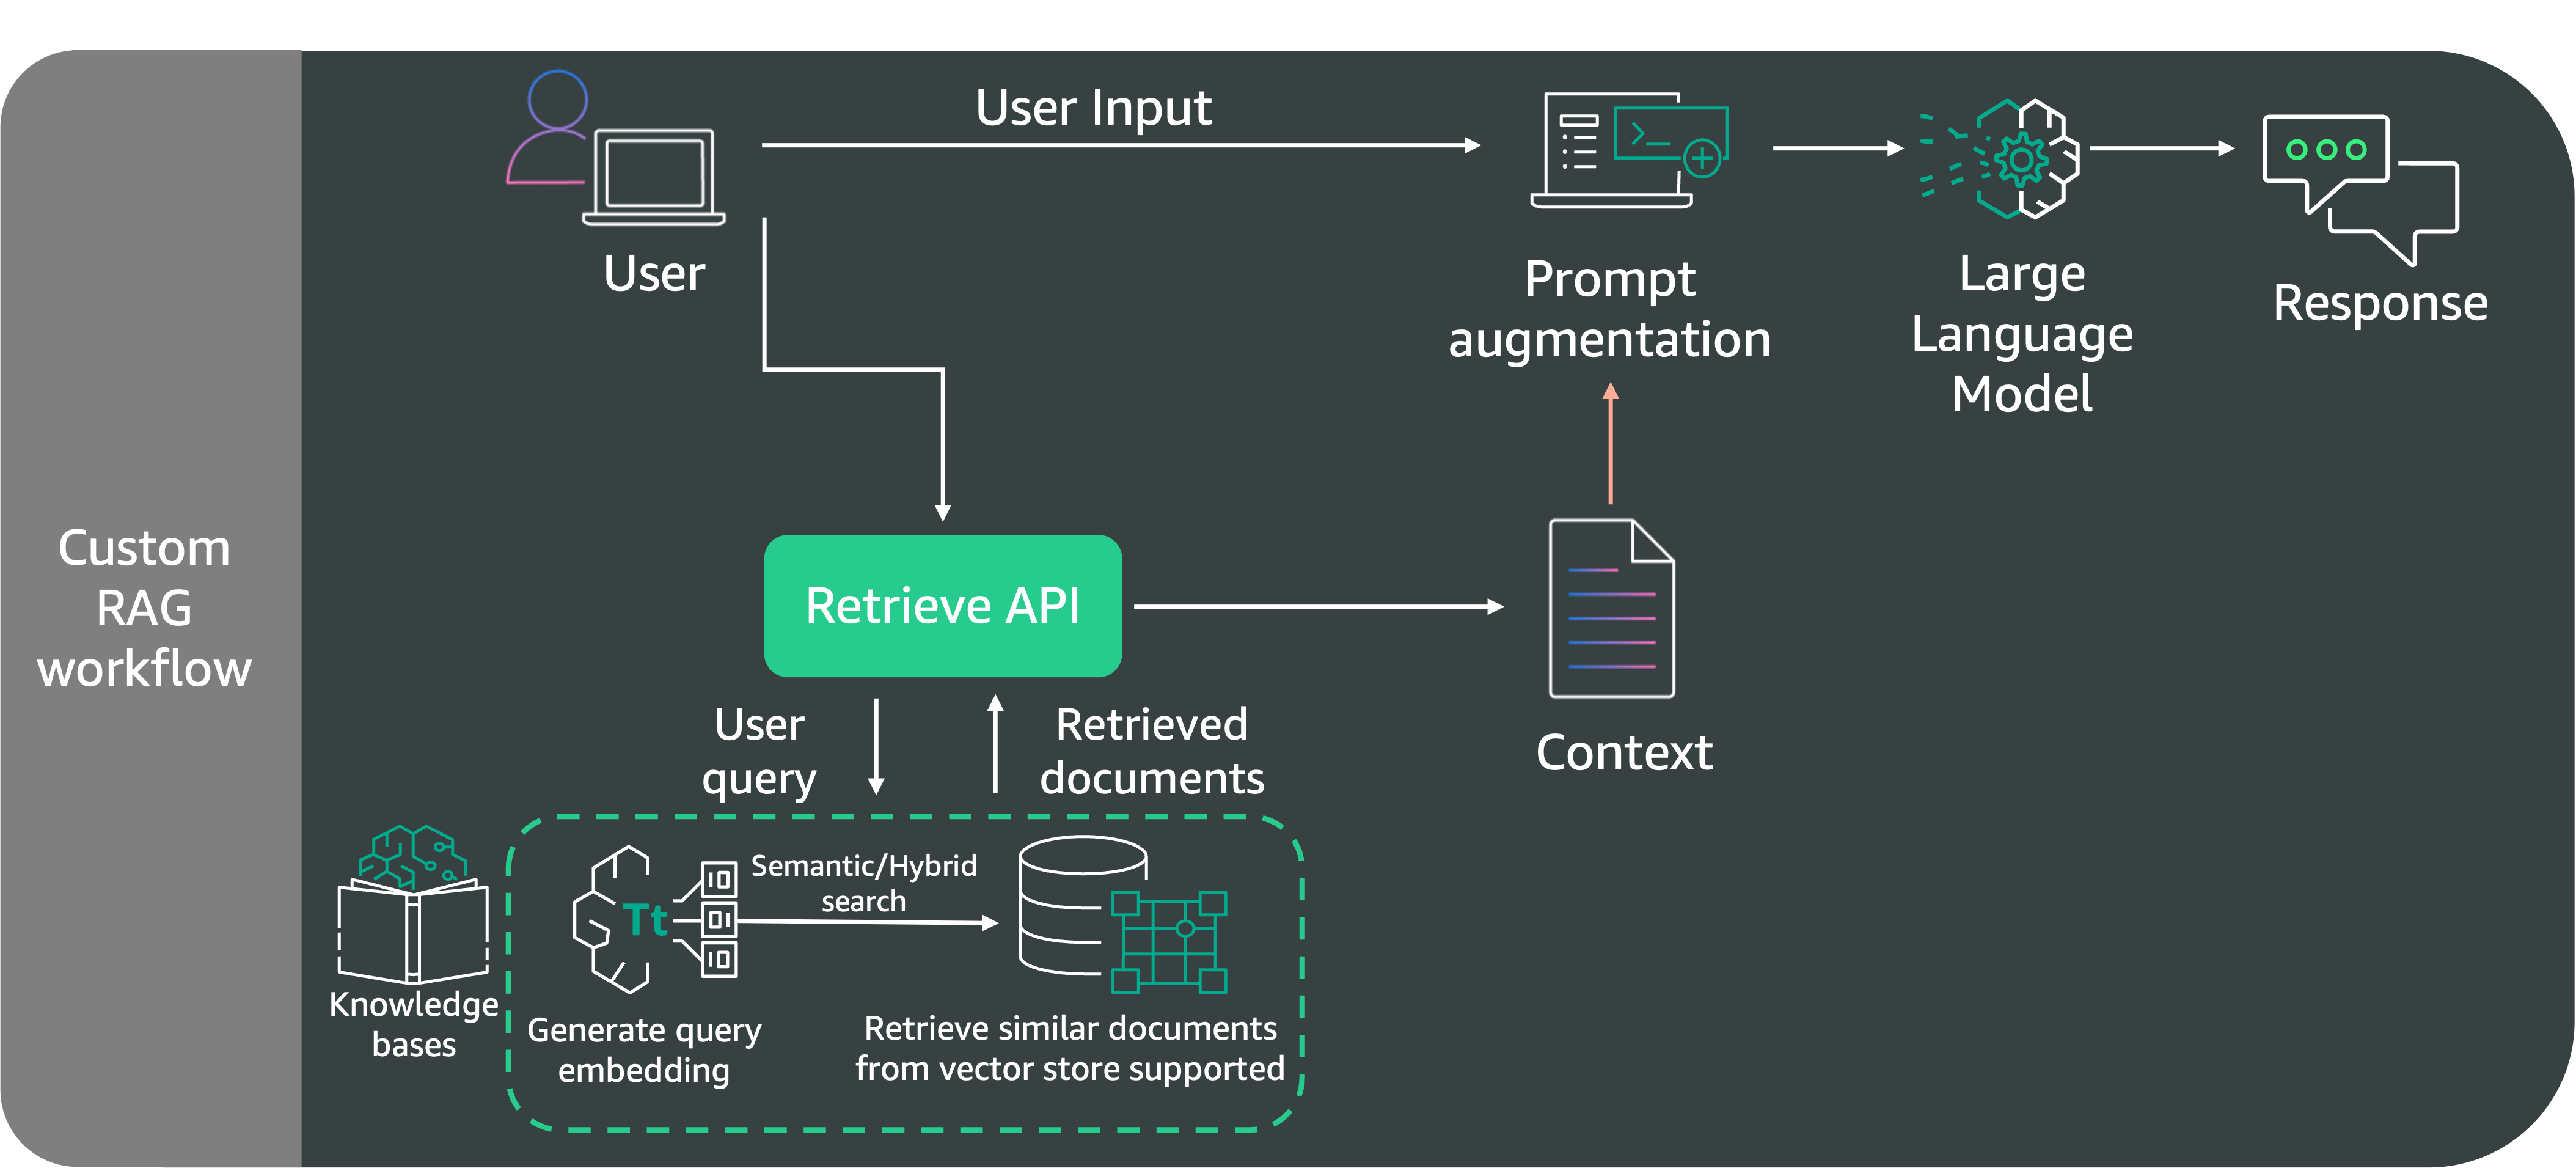 Custom
RAG
workflow
User Input
User
Prompt
augmentation
Large
Language
Model
Response
Retrieve API
Context
User
query
Retrieved
documents
Knowledge
bases
Tt
Semantic/Hybrid
search
Generate query
embedding
Retrieve similar documents
from vector store supported